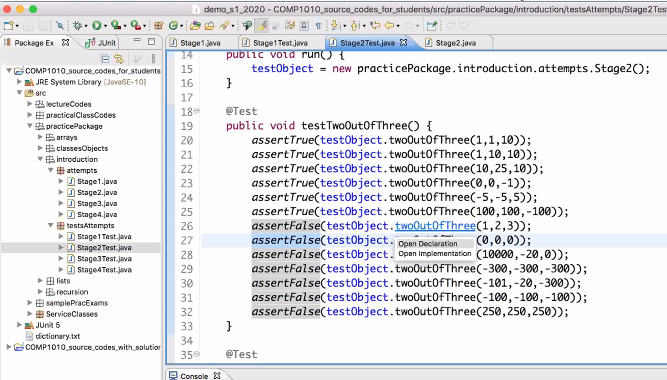 demo_s1_2020 - COMP1010_source_codes_for_students/src/practicePackage/introduction/testsAttempts/Stage2Tes
Package Ex
JUnit
COMP1010_source_codes_for_students
JRE System Library [JavaSE-10]
src
lectureCodes
practicalClassCodes
practicePackage
arrays
classesObjects
introduction
attempts
Stage1.java
Stage2.java
Stage3.java
Stage4.java
testsAttempts
Stage1Test.java
Stage2Test.java
Stage3Test.java
Stage4Test.java
lists
recursion
samplePracExams
ServiceClasses
JUnit 5
dictionary.txt
COMP1010_source_codes_with_solution
Stage1.java
Stage1Test.java
Stage2Test.java
Stage2.java
14 public void run() {
15 testObject = new practicePackage.introduction.attempts.Stage2();
16 }
17
18 @Test
19 public void testTwoOutOfThree() {
20 assertTrue(testObject.twoOutOfThree(1,1,10));
21 assertTrue(testObject.twoOutOfThree(1,10,10));
22 assertTrue(testObject.twoOutOfThree(10,25,10));
23 assertTrue(testObject.twoOutOfThree(0,0,-1));
24 assertTrue(testObject.twoOutOfThree(-5,-5,5));
25 assertTrue(testObject.twoOutOfThree(100,100,-100));
26 assertFalse(testObject.twoOutOfThree(1,2,3));
27 assertFalse(testObject. (0,0,0));
Open Declaration
28 assertFalse(testObject. (10000,-20,0));
Open Implementation
29 assertFalse(testObject.twoOutOfThree(-300,-300,-300));
30 assertFalse(testObject.twoOutOfThree(-101,-20,-300));
31 assertFalse(testObject.twoOutOfThree(-100,-100,-100));
32 assertFalse(testObject.twoOutOfThree(250,250,250));
33 }
34
35 @Test
Console